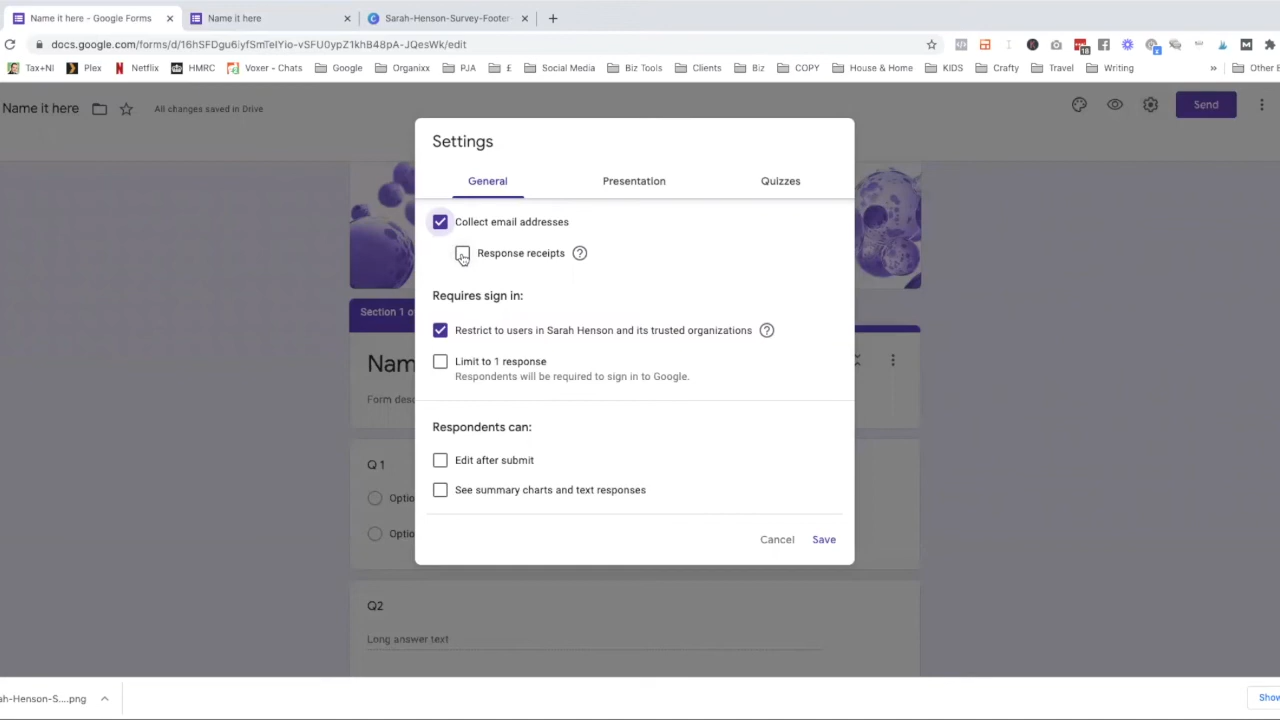 Name it here - Google Forms
Name it here
Sarah-Henson-Survey-Footer
docs.google.com/forms/d/16hSFDgu6iyfSmTelYio-vSFU0ypZ1khB48pA-JQesWk/edit
Tax+NI Plex Netflix HMRC Voxer - Chats Google Organixx PJA £ Social Media Biz Tools Clients Biz COPY House & Home KIDS Crafty Travel Writing » Other
Name it here All changes saved in Drive Send
Settings
General Presentation Quizzes
Collect email addresses
Response receipts
Section 1 o
Requires sign in:
Restrict to users in Sarah Henson and its trusted organizations
Nam
Limit to 1 response
Respondents will be required to sign in to Google.
Form desc
Respondents can:
Edit after submit
Q 1
See summary charts and text responses
Optio
Optio
Cancel Save
Q2
Long answer text
ah-Henson-S....png
Show